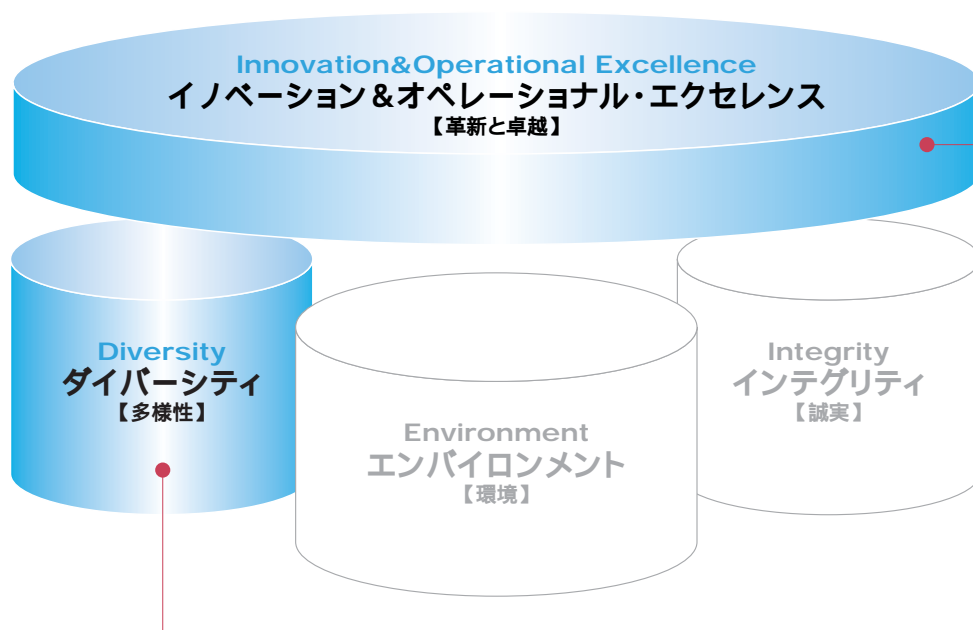 Innovation&Operational Excellence
イノベーション&オペレーショナル・エクセレンス
【革新と卓越】
Diversity
ダイバーシティ
【多様性】
Environment
エンバイロンメント
【環境】
Integrity
インテグリティ
【誠実】